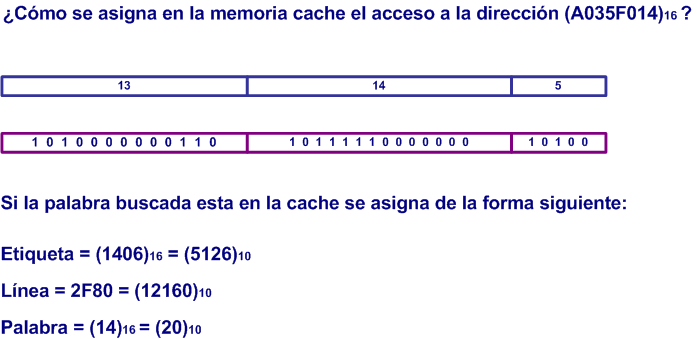 ¿Cómo se asigna en la memoria cache el acceso a la dirección (A035F014)16 ?
13 14 5
1 0 1 0 0 0 0 0 0 0 1 1 0 1 0 1 1 1 1 1 0 0 0 0 0 0 0 1 0 1 0 0
Si la palabra buscada esta en la cache se asigna de la forma siguiente:
Etiqueta = (1406)16 = (5126)10
Línea = 2F80 = (12160)10
Palabra = (14)16 = (20)10